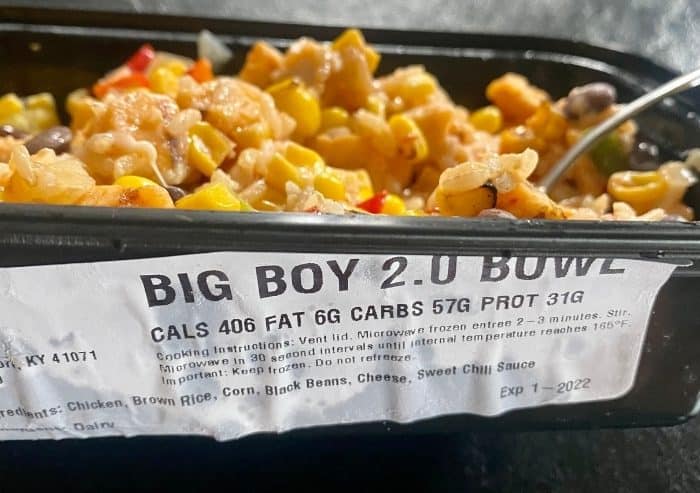 BIG BOY 2.0 BOWL
CALS 406 FAT 6G CARBS 57G PROT 31G
Cooking Instructions: Vent lid. Microwave frozen entree 2-3 minutes. Stir.
Microwave in 30 second intervals until internal temperature reaches 165°F.
Important: Keep frozen, Do not refreeze.
KY 41071
redients: Chicken, Brown Rice, Corn, Black Beans, Cheese, Sweet Chili Sauce
Dairy
Exp 1-2022